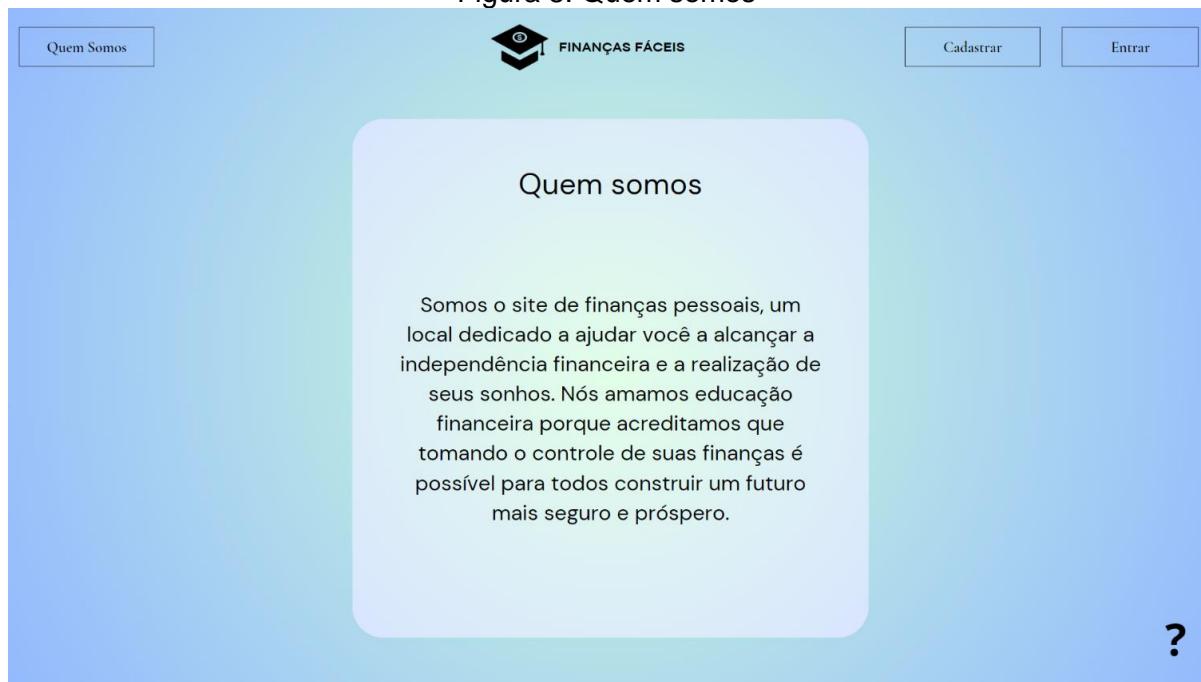 Quem somos
Quem Somos
FINANÇAS FÁCEIS
Cadastrar
Entrar
Quem somos
Somos o site de finanças pessoais, um
local dedicado a ajudar você a alcançar a
independência financeira e a realização de
seus sonhos. Nós amamos educação
financeira porque acreditamos que
tomando o controle de suas finanças é
possível para todos construir um futuro
mais seguro e próspero.
?